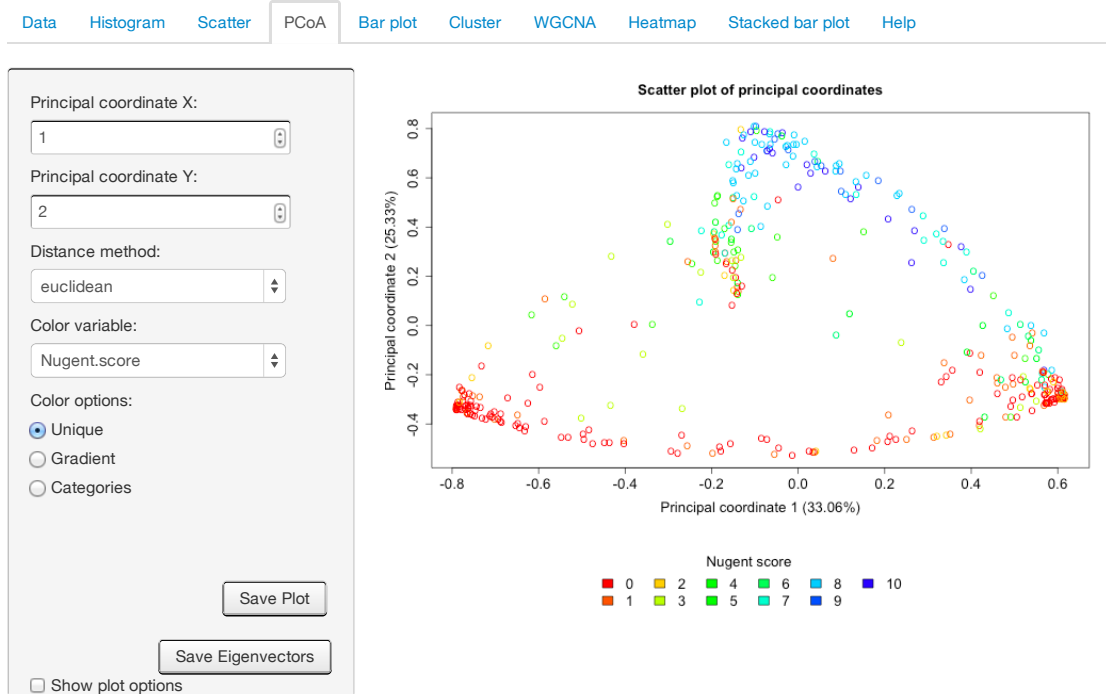 Data Histogram Scatter PCoA Bar plot Cluster WGCNA Heatmap Stacked bar plot Help
Principal coordinate X:
1
Principal coordinate Y:
2
Distance method:
euclidean
Color variable:
Nugent.score
Color options:
Unique
Gradient
Categories
Save Plot
Save Eigenvectors
Show plot options
Scatter plot of principal coordinates
Principal coordinate 2 (25.33%)
0.8
0.6
0.4
0.2
0.0
-0.2
-0.4
-0.8 -0.6 -0.4 -0.2 0.0 0.2 0.4 0.6
Principal coordinate 1 (33.06%)
Nugent score
0 2 4 6 8 10
1 3 5 7 9